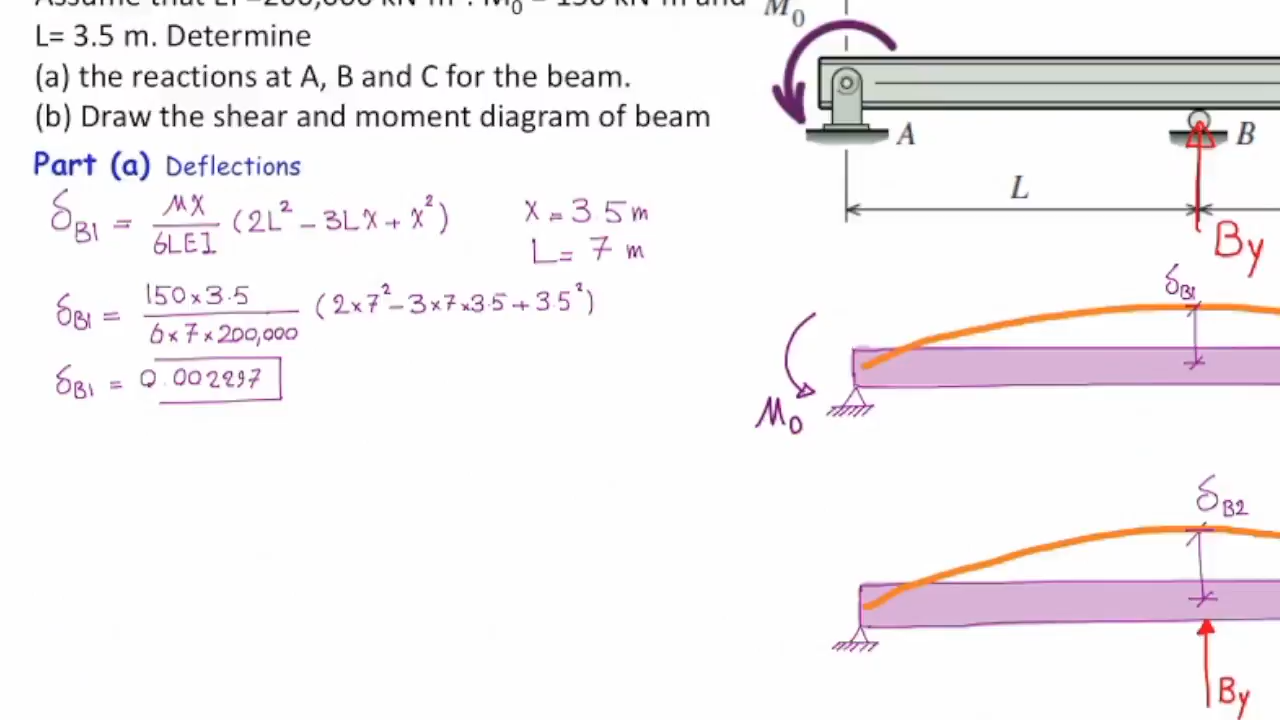 L= 3.5 m. Determine
(a) the reactions at A, B and C for the beam.
(b) Draw the shear and moment diagram of beam
Part (a) Deflections
δB1 = MX / 6LEI (2L² - 3LX + X²)
X = 3.5 m
L = 7 m
δB1 = 150 × 3.5 / 6×7×200,000 (2×7² - 3×7×3.5 + 3.5²)
δB1 = 0.002297
M0
A
B
L
By
δB1
M0
δB2
By